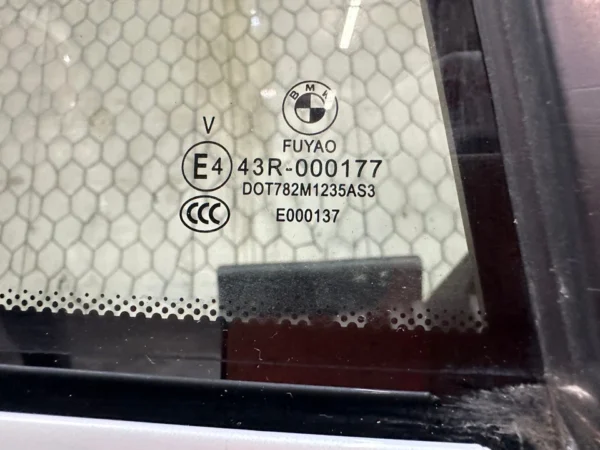 BMW
FUYAO
V
E4 43R-000177
DOT782M1235AS3
CCC E000137